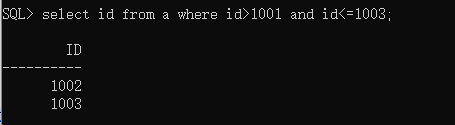 SQL> select id from a where id>1001 and id<=1003;
ID
----------
1002
1003